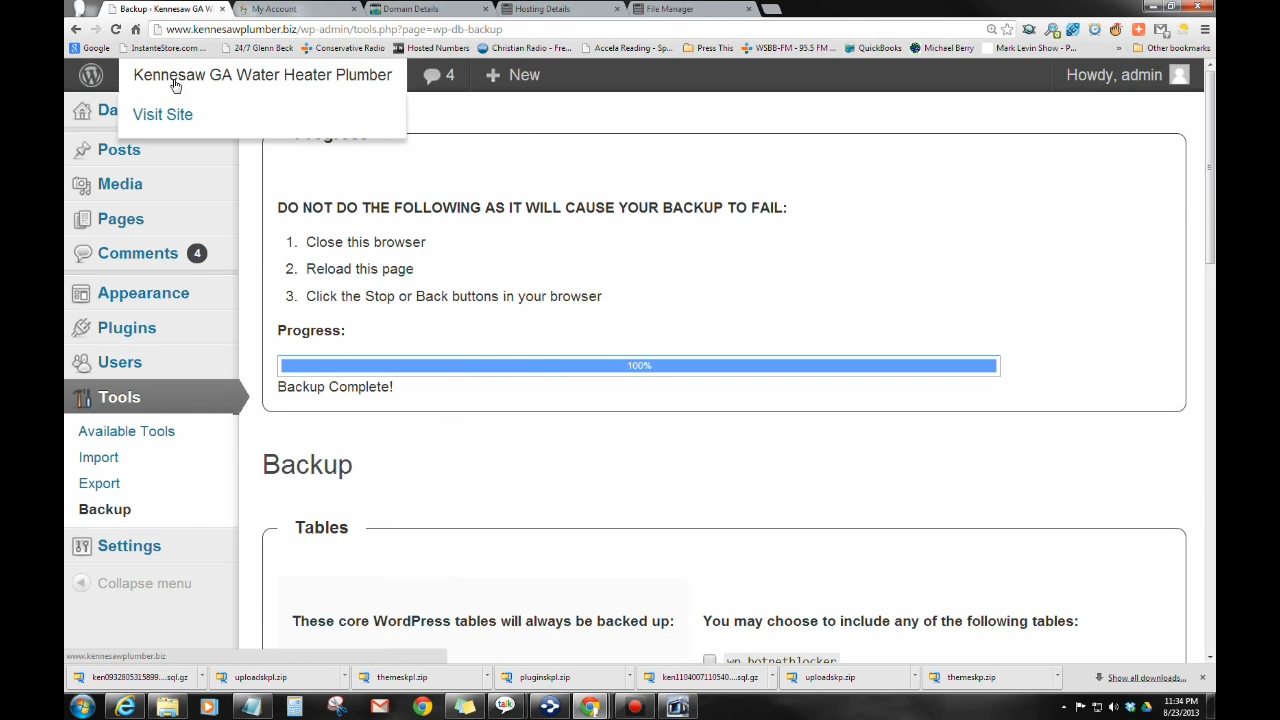 Backup ‹ Kennesaw GA W
My Account
Domain Details
Hosting Details
File Manager
www.kennesawplumber.biz/wp-admin/tools.php?page=wp-db-backup
Google
InstanteStore.com ...
24/7 Glenn Beck
Conservative Radio
Hosted Numbers
Christian Radio - Fre...
Accela Reading - Sp...
Press This
WSBB-FM - 95.5 FM ...
QuickBooks
Michael Berry
Mark Levin Show - P...
»
Other bookmarks
Kennesaw GA Water Heater Plumber
4
+ New
Howdy, admin
Visit Site
Da
Posts
Media
Pages
Comments 4
Appearance
Plugins
Users
Tools
Available Tools
Import
Export
Backup
Settings
Collapse menu
Progress
DO NOT DO THE FOLLOWING AS IT WILL CAUSE YOUR BACKUP TO FAIL:
1. Close this browser
2. Reload this page
3. Click the Stop or Back buttons in your browser
Progress:
100%
Backup Complete!
Backup
Tables
These core WordPress tables will always be backed up:
You may choose to include any of the following tables:
wp_botnetblocker
www.kennesawplumber.biz
ken0932805315899....sql.gz
uploadskpl.zip
themeskpl.zip
pluginskpl.zip
ken1104007110540....sql.gz
uploadskp.zip
themeskp.zip
Show all downloads...
talk
11:34 PM
8/23/2013